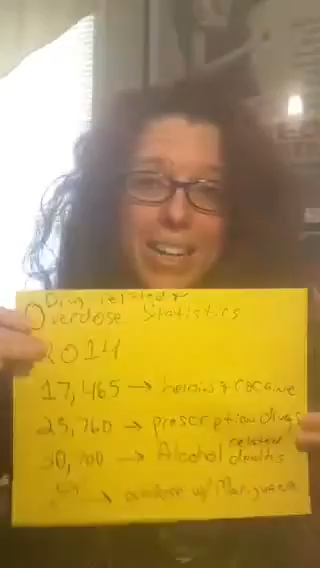 Drug related
Overdose Statistics
2014
17,465 → heroin & cocaine
25,760 → prescription drugs
30,700 → Alcohol related deaths
→ overdose w/ Marijuana